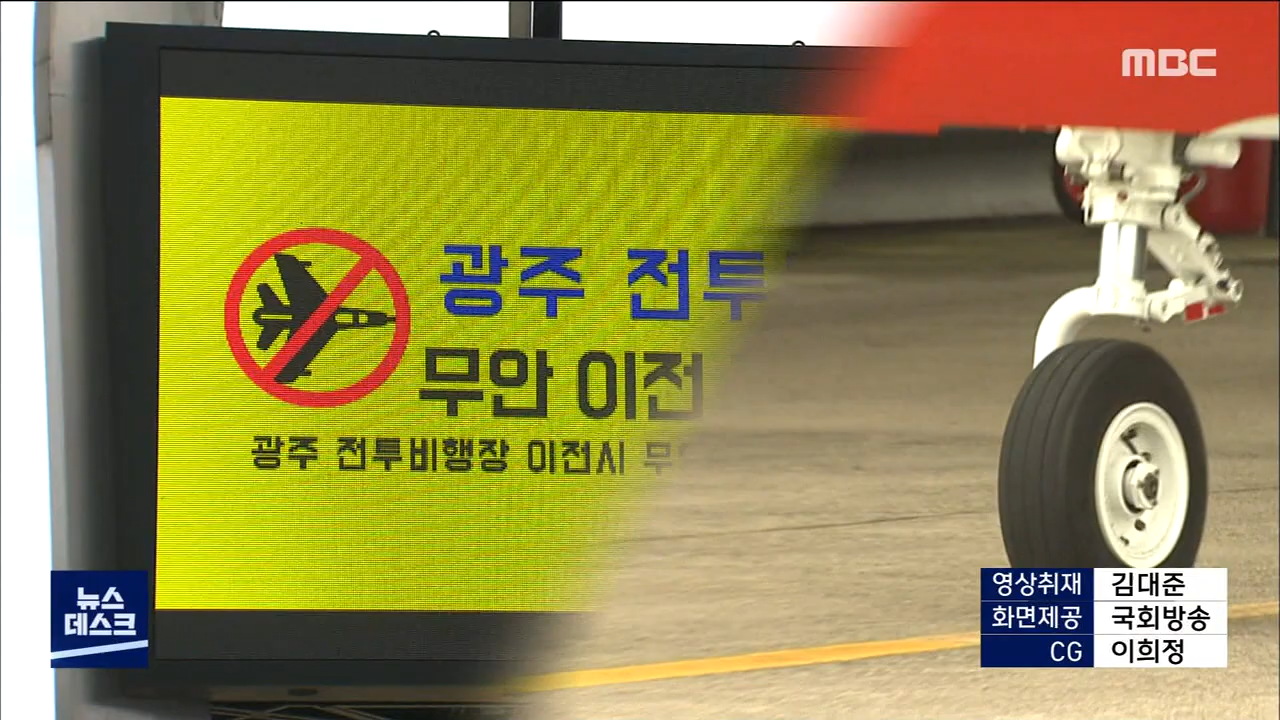 MBC
광주 전투
무안 이전
광주 전투비행장 이전시
뉴스
데스크
영상취재 김대준
화면제공 국회방송
CG 이희정